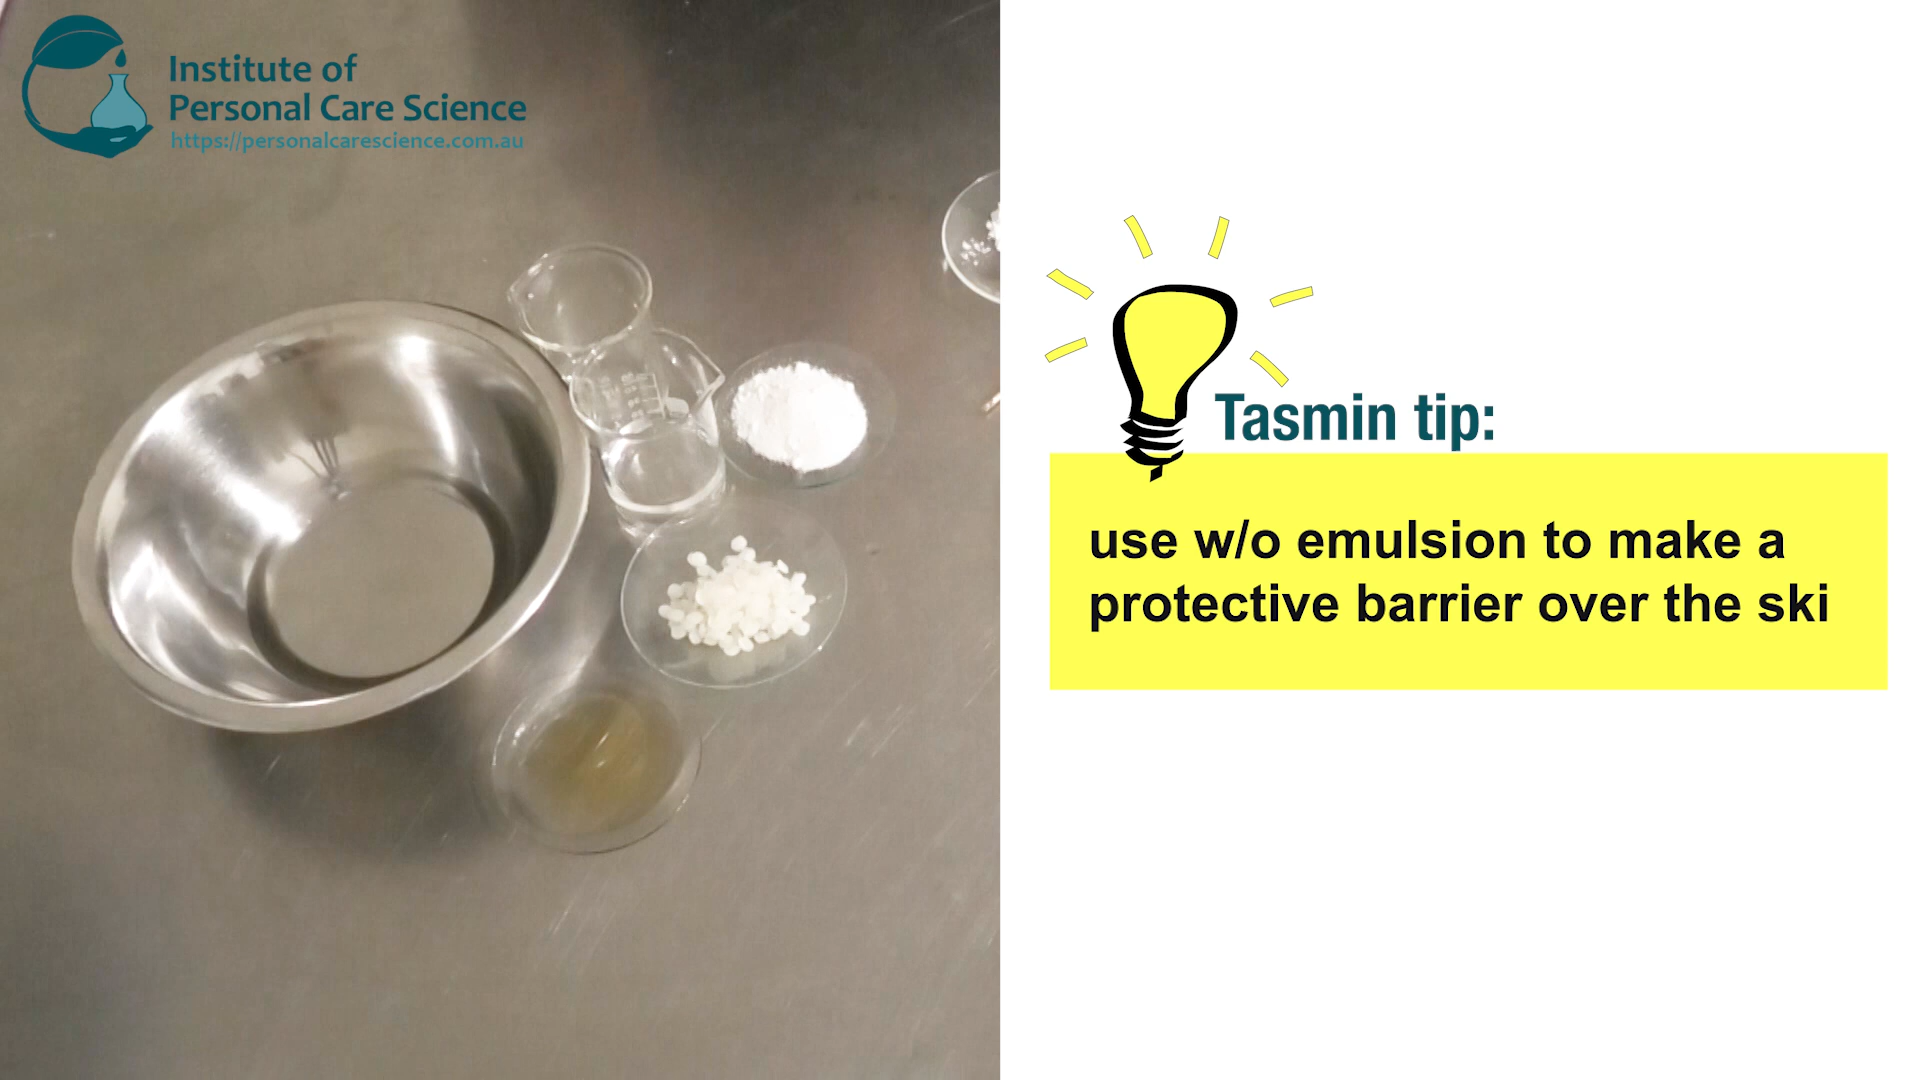 Institute of
Personal Care Science
https://personalcarescience.com.au
Tasmin tip:
use w/o emulsion to make a
protective barrier over the ski